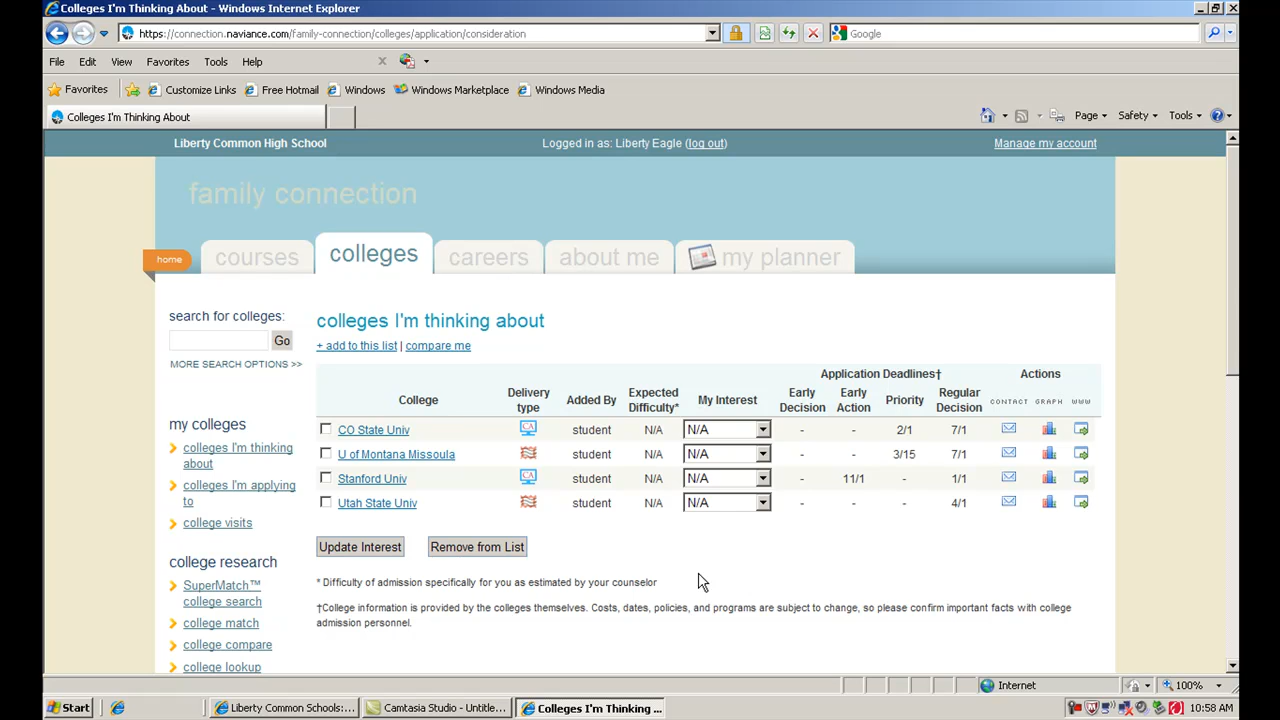 Colleges I'm Thinking About - Windows Internet Explorer
https://connection.naviance.com/family-connection/colleges/application/consideration
Google
File Edit View Favorites Tools Help
Favorites Customize Links Free Hotmail Windows Windows Marketplace Windows Media
Colleges I'm Thinking About
Page Safety Tools
Liberty Common High School Logged in as: Liberty Eagle (log out) Manage my account
family connection
home courses colleges careers about me my planner
search for colleges:
Go
MORE SEARCH OPTIONS >>
my colleges
colleges I'm thinking
about
colleges I'm applying
to
college visits
college research
SuperMatch™
college search
college match
college compare
college lookup
colleges I'm thinking about
+ add to this list | compare me
Application Deadlines† Actions
College Delivery type Added By Expected Difficulty* My Interest Early Decision Early Action Priority Regular Decision CONTACT GRAPH WWW
CO State Univ CA student N/A N/A - - 2/1 7/1
U of Montana Missoula student N/A N/A - - 3/15 7/1
Stanford Univ CA student N/A N/A - 11/1 - 1/1
Utah State Univ student N/A N/A - - - 4/1
Update Interest Remove from List
* Difficulty of admission specifically for you as estimated by your counselor
†College information is provided by the colleges themselves. Costs, dates, policies, and programs are subject to change, so please confirm important facts with college
admission personnel.
Internet 100%
Start Liberty Common Schools:... Camtasia Studio - Untitle... Colleges I'm Thinking ... 10:58 AM